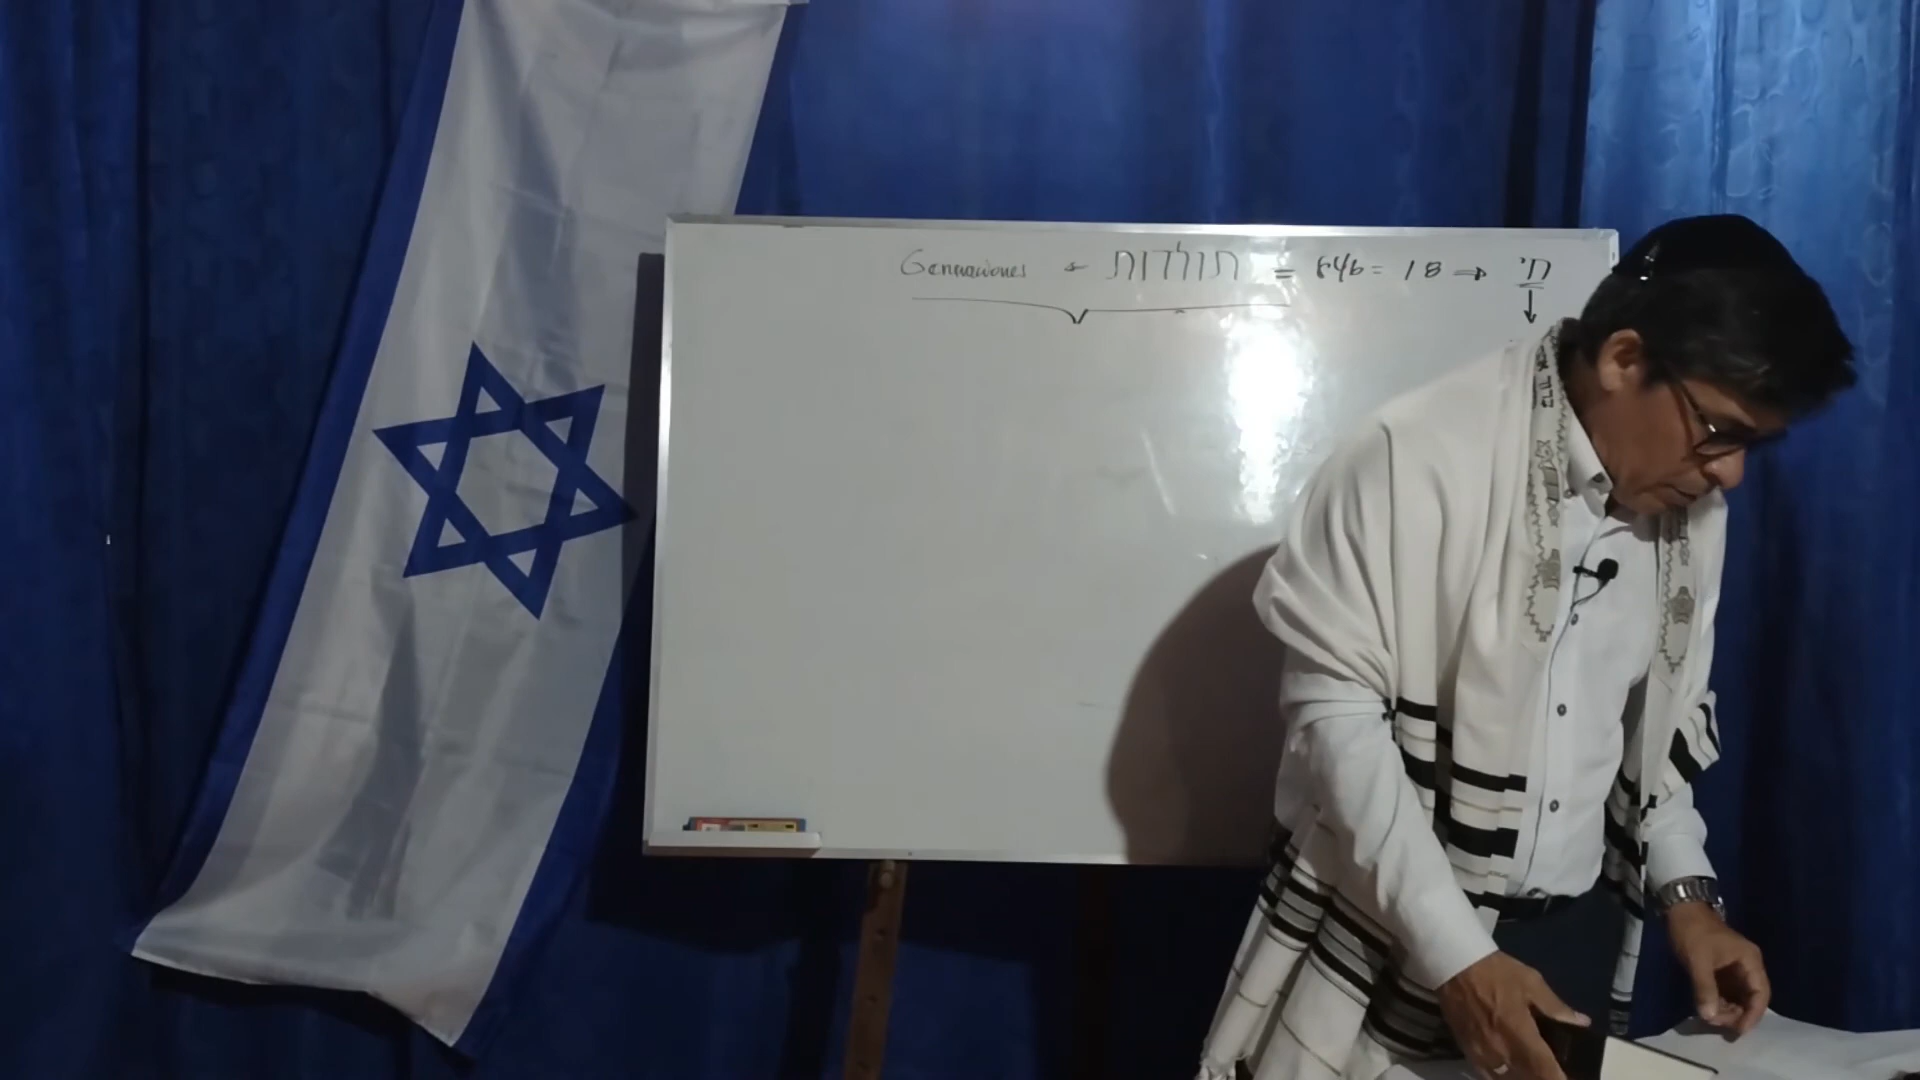 Generaciones ← תולדות = 846 = 18 ⇒ חי